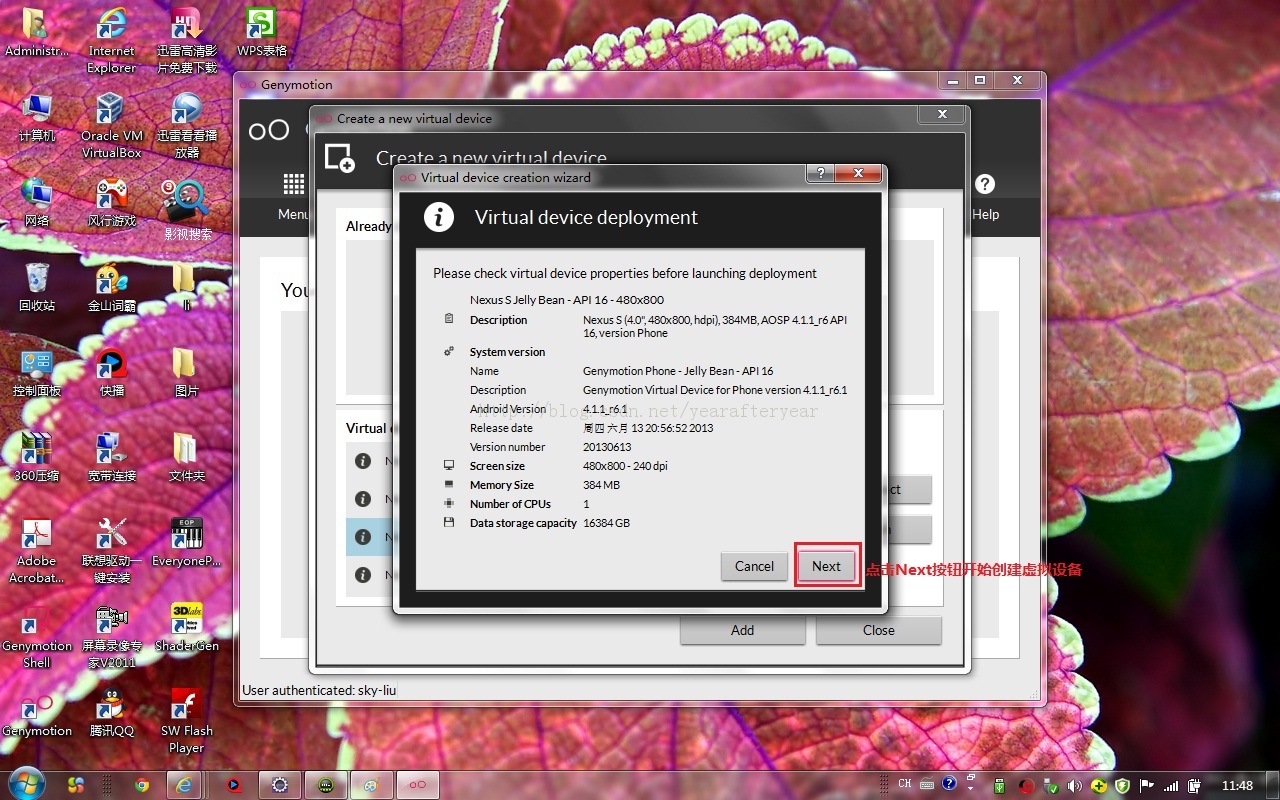 Administr...
Internet
Explorer
迅雷高清影
片免费下载
WPS表格
计算机
Oracle VM
VirtualBox
迅雷看看播
放器
网络
风行游戏
影视搜索
回收站
金山词霸
li
控制面板
快播
图片
360压缩
宽带连接
文件夹
Adobe
Acrobat...
联想驱动一
键安装
EveryoneP...
Genymotion
Shell
屏幕录像专
家V2011
ShaderGen
Genymotion
腾讯QQ
SW Flash
Player
Genymotion
Menu
Help
You
User authenticated: sky-liu
Create a new virtual device
Create a new virtual device
Already
Virtual d
Add
Close
Virtual device creation wizard
Virtual device deployment
Please check virtual device properties before launching deployment
Nexus S Jelly Bean - API 16 - 480x800
Description Nexus S (4.0", 480x800, hdpi), 384MB, AOSP 4.1.1_r6 API
16, version Phone
System version
Name Genymotion Phone - Jelly Bean - API 16
Description Genymotion Virtual Device for Phone version 4.1.1_r6.1
Android Version 4.1.1_r6.1
http://blog.csdn.net/yearafteryear
Release date 周四 六月 13 20:56:52 2013
Version number 20130613
Screen size 480x800 - 240 dpi
Memory Size 384 MB
Number of CPUs 1
Data storage capacity 16384 GB
Cancel
Next
点击Next按钮开始创建虚拟设备
CH
11:48